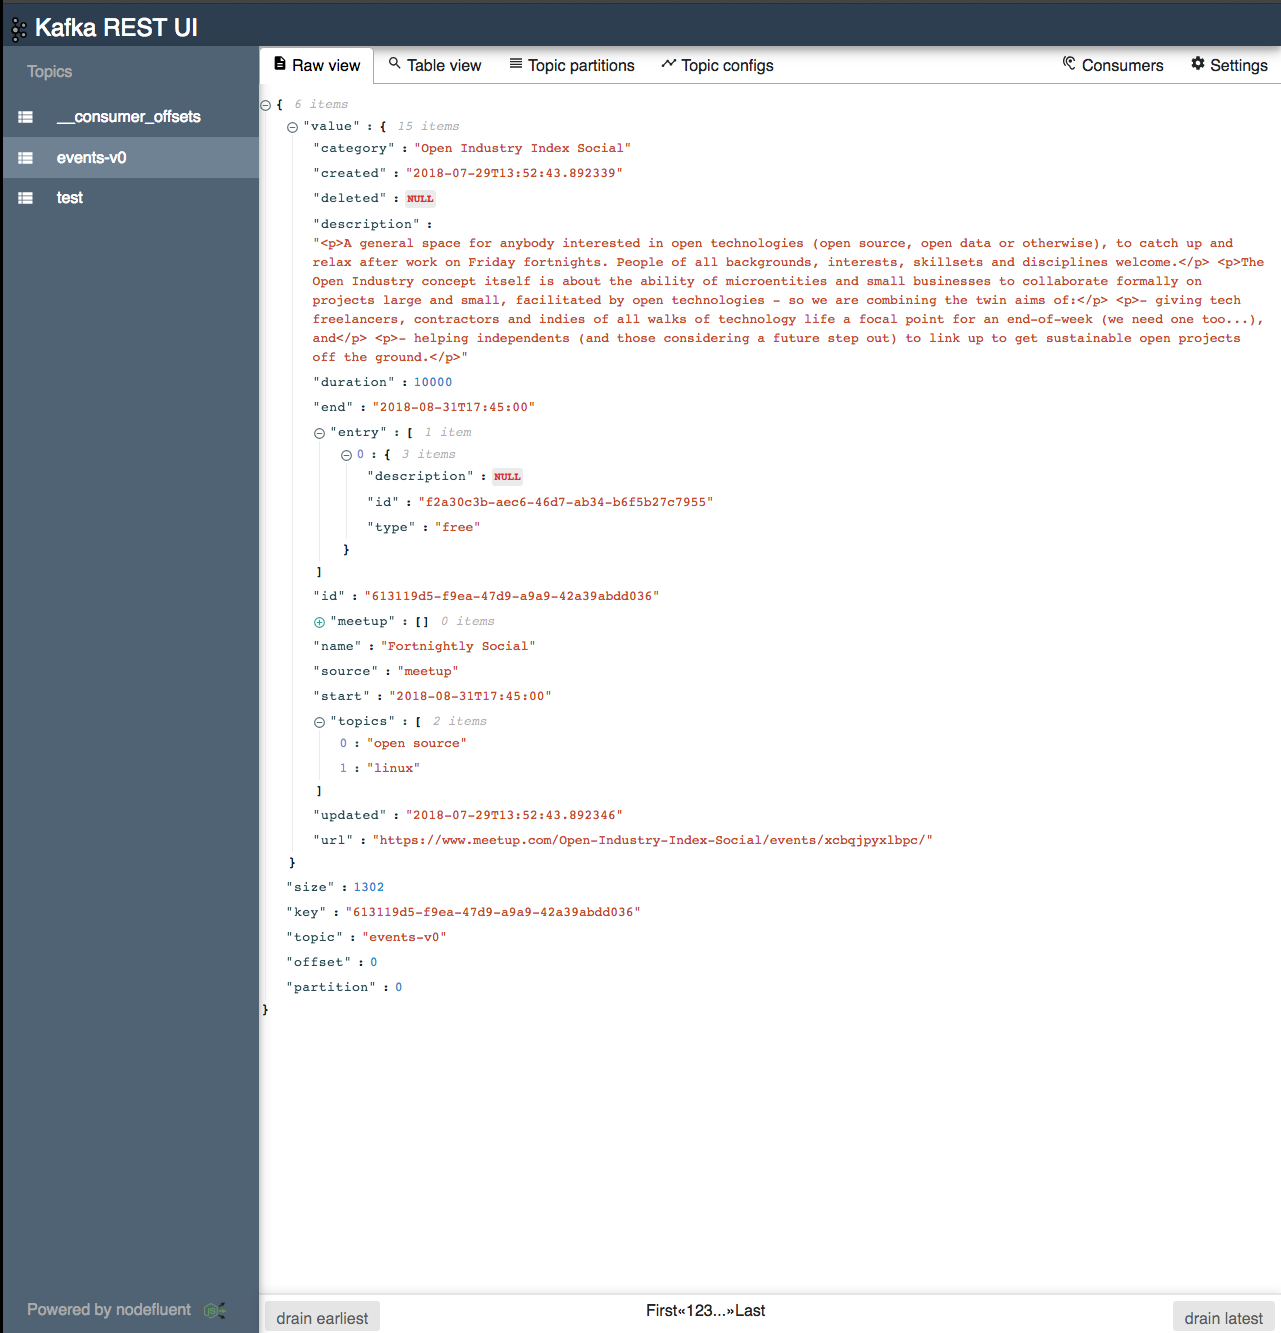 Kafka REST UI
Topics
__consumer_offsets
events-v0
test
Raw view
Table view
Topic partitions
Topic configs
Consumers
Settings
{ 6 items
"value" : { 15 items
"category" : "Open Industry Index Social"
"created" : "2018-07-29T13:52:43.892339"
"deleted" : NULL
"description" :
"<p>A general space for anybody interested in open technologies (open source, open data or otherwise), to catch up and
relax after work on Friday fortnights. People of all backgrounds, interests, skillsets and disciplines welcome.</p> <p>The
Open Industry concept itself is about the ability of microentities and small businesses to collaborate formally on
projects large and small, facilitated by open technologies - so we are combining the twin aims of:</p> <p>- giving tech
freelancers, contractors and indies of all walks of technology life a focal point for an end-of-week (we need one too...),
and</p> <p>- helping independents (and those considering a future step out) to link up to get sustainable open projects
off the ground.</p>"
"duration" : 10000
"end" : "2018-08-31T17:45:00"
"entry" : [ 1 item
0 : { 3 items
"description" : NULL
"id" : "f2a30c3b-aec6-46d7-ab34-b6f5b27c7955"
"type" : "free"
}
]
"id" : "613119d5-f9ea-47d9-a9a9-42a39abdd036"
"meetup" : [] 0 items
"name" : "Fortnightly Social"
"source" : "meetup"
"start" : "2018-08-31T17:45:00"
"topics" : [ 2 items
0 : "open source"
1 : "linux"
]
"updated" : "2018-07-29T13:52:43.892346"
"url" : "https://www.meetup.com/Open-Industry-Index-Social/events/xcbqjpyxlbpc/"
}
"size" : 1302
"key" : "613119d5-f9ea-47d9-a9a9-42a39abdd036"
"topic" : "events-v0"
"offset" : 0
"partition" : 0
}
Powered by nodefluent
drain earliest
First«123...»Last
drain latest